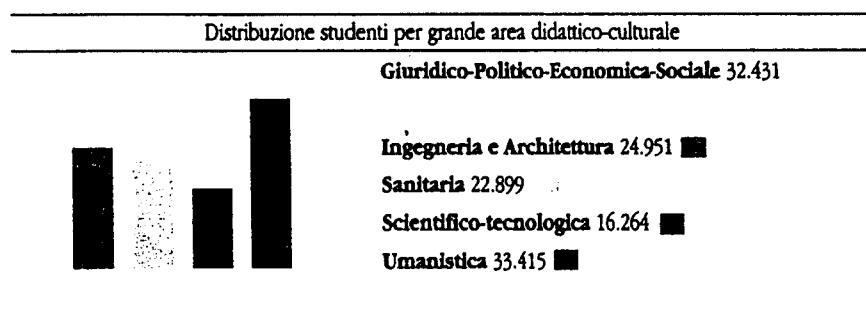 Distribuzione studenti per grande area didattico-culturale
Giuridico-Politico-Economica-Sociale 32.431
Ingegneria e Architettura 24.951
Sanitaria 22.899
Scientifico-tecnologica 16.264
Umanistica 33.415